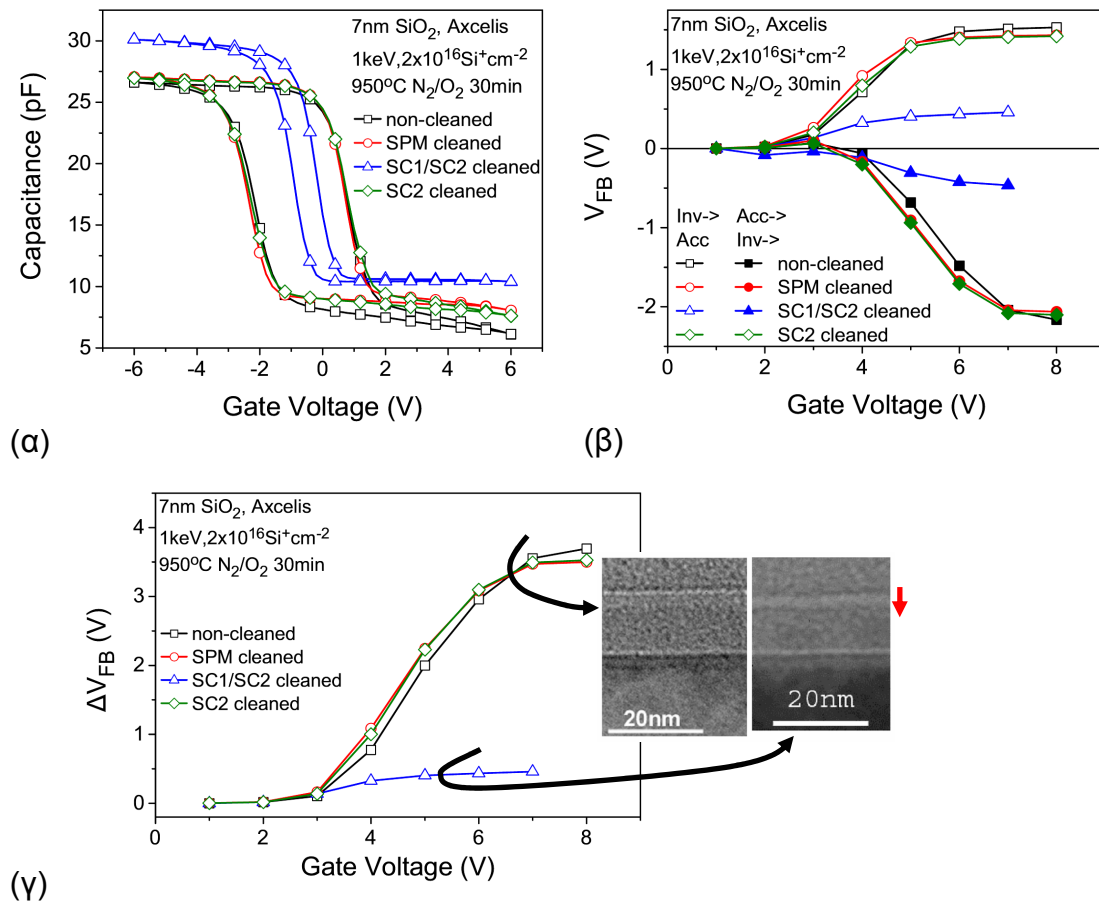 7nm SiO2, Axcelis
1keV,2x10^16Si+cm-2
950oC N2/O2 30min
non-cleaned
SPM cleaned
SC1/SC2 cleaned
SC2 cleaned
30
25
20
15
10
5
Capacitance (pF)
-6 -4 -2 0 2 4 6
Gate Voltage (V)
(α)
7nm SiO2, Axcelis
1keV,2x10^16Si+cm-2
950oC N2/O2 30min
1
0
-1
-2
VFB (V)
Inv-> Acc->
Acc Inv->
non-cleaned
SPM cleaned
SC1/SC2 cleaned
SC2 cleaned
0 2 4 6 8
Gate Voltage (V)
(β)
7nm SiO2, Axcelis
1keV,2x10^16Si+cm-2
950oC N2/O2 30min
non-cleaned
SPM cleaned
SC1/SC2 cleaned
SC2 cleaned
4
3
2
1
0
ΔVFB (V)
0 2 4 6 8
Gate Voltage (V)
20nm
20nm
(γ)